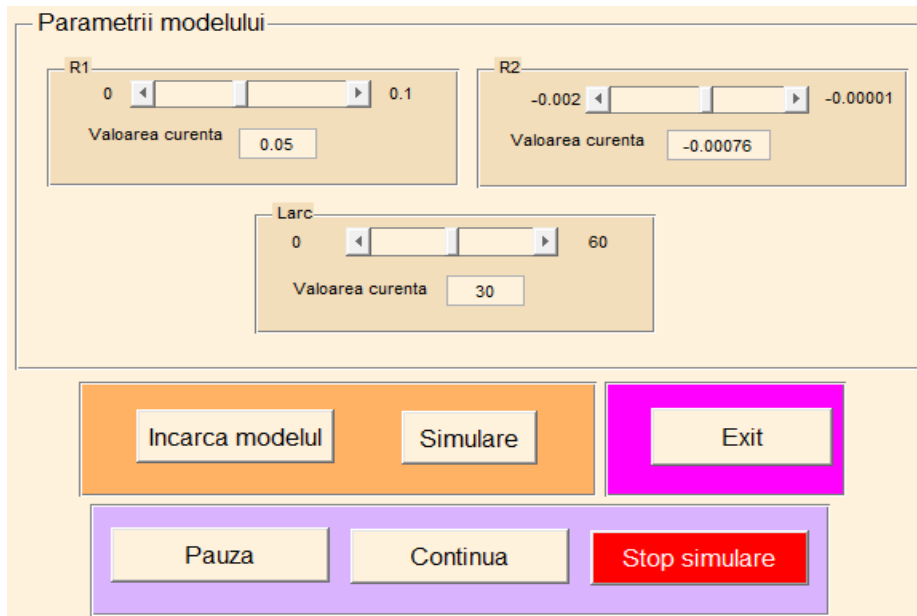 Parametrii modelului
R1
0 0.1
Valoarea curenta 0.05
R2
-0.002 -0.00001
Valoarea curenta -0.00076
Larc
0 60
Valoarea curenta 30
Incarca modelul Simulare Exit
Pauza Continua Stop simulare